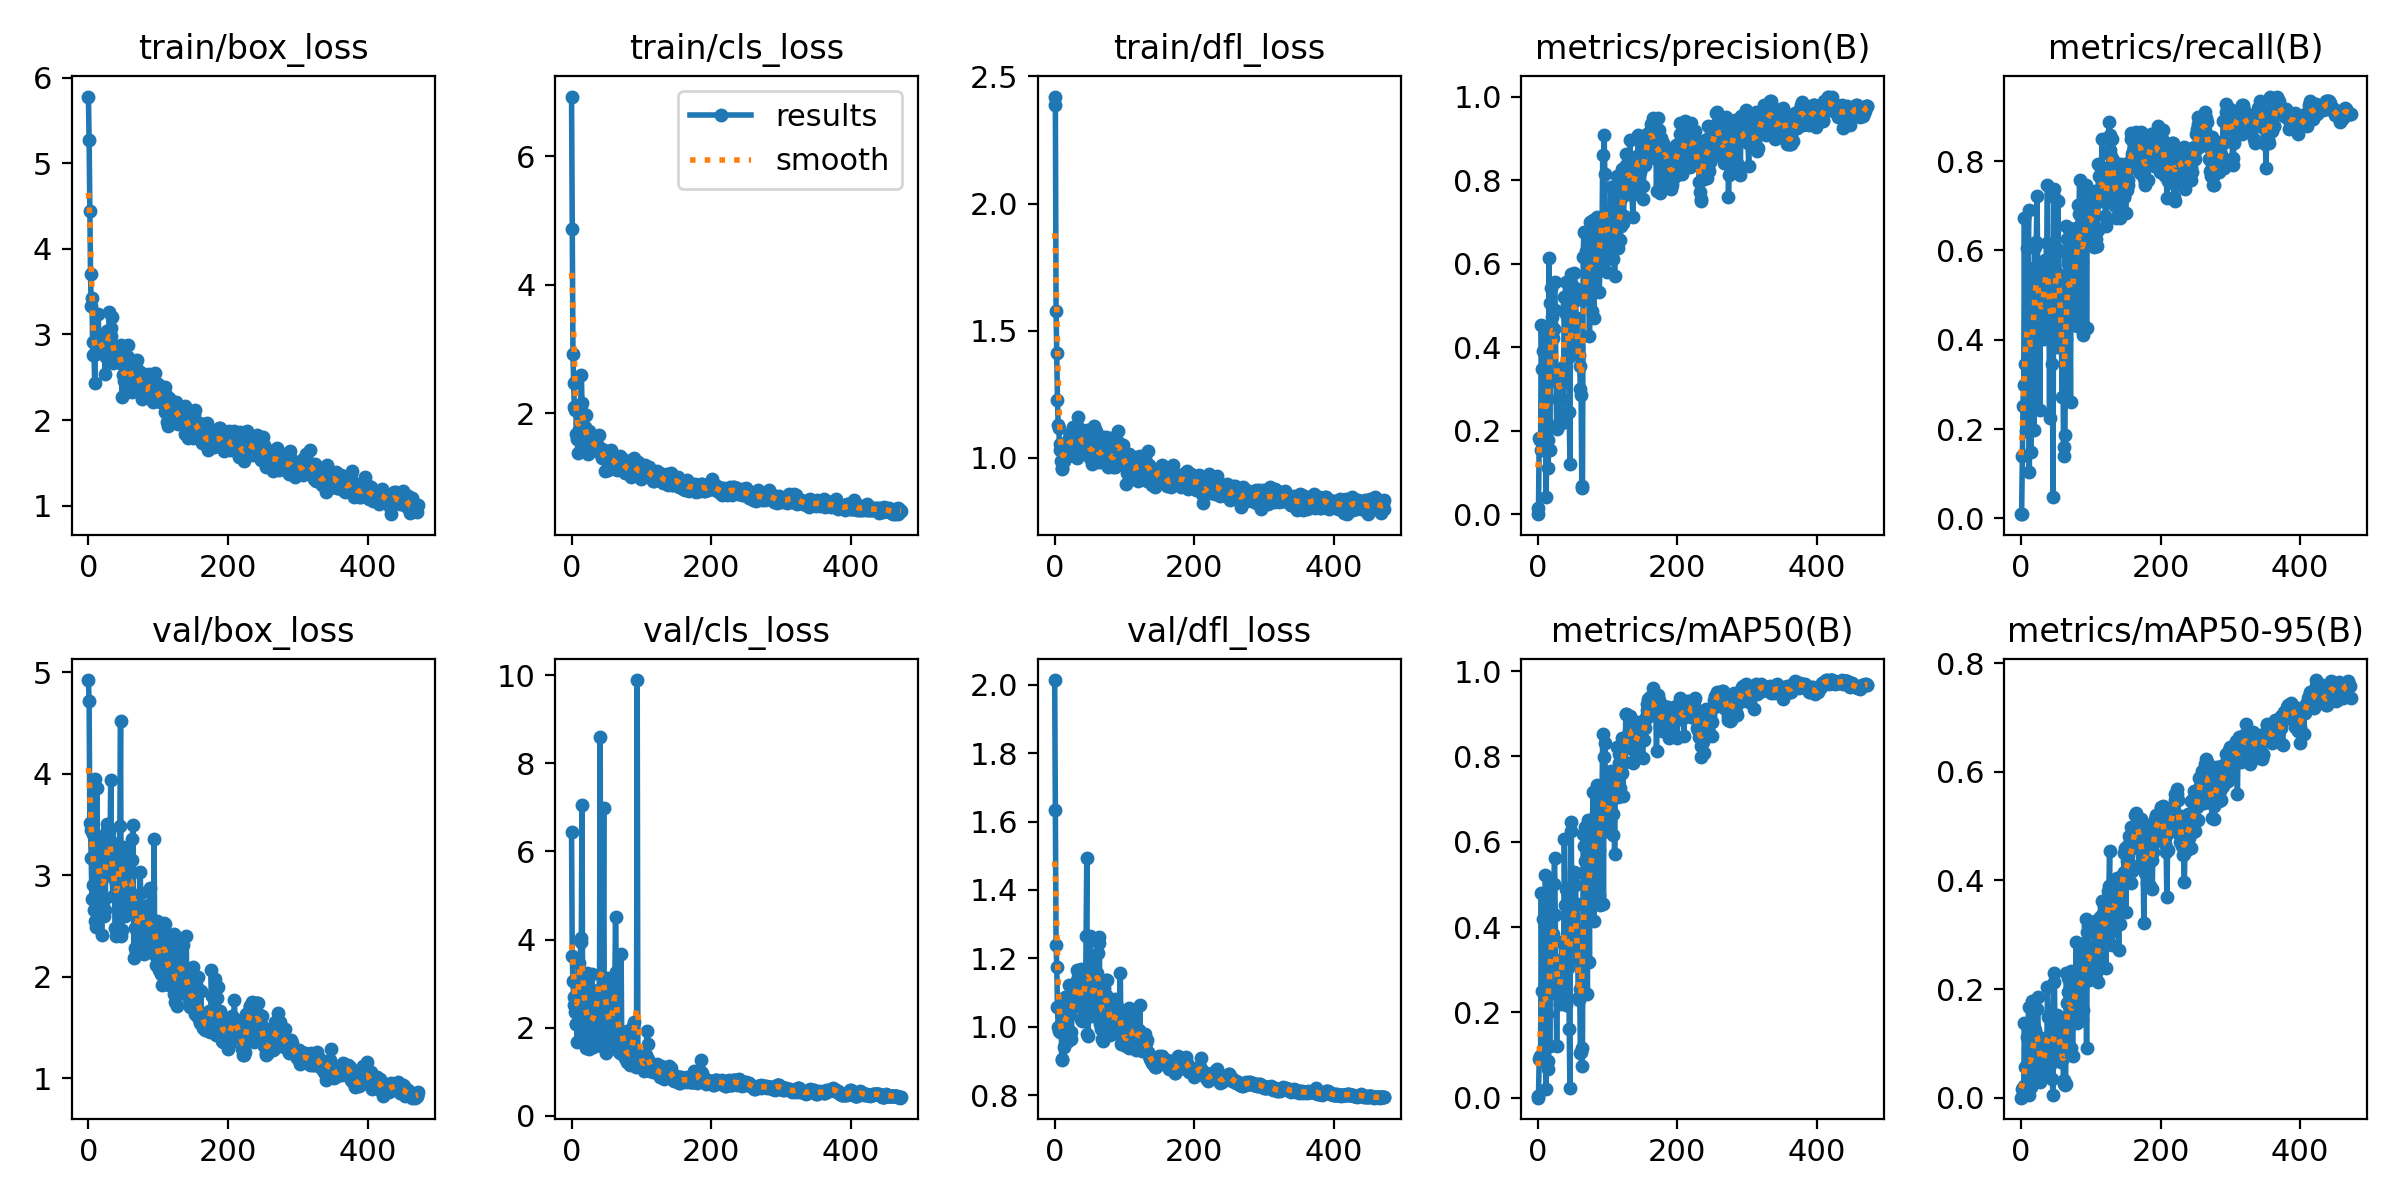 train/box_loss
train/cls_loss
train/dfl_loss
metrics/precision(B)
metrics/recall(B)
6
5
4
3
2
1
0 200 400
6
4
2
results
smooth
0 200 400
2.5
2.0
1.5
1.0
0 200 400
1.0
0.8
0.6
0.4
0.2
0.0
0 200 400
0.8
0.6
0.4
0.2
0.0
0 200 400
val/box_loss
val/cls_loss
val/dfl_loss
metrics/mAP50(B)
metrics/mAP50-95(B)
5
4
3
2
1
0 200 400
10
8
6
4
2
0
0 200 400
2.0
1.8
1.6
1.4
1.2
1.0
0.8
0 200 400
1.0
0.8
0.6
0.4
0.2
0.0
0 200 400
0.8
0.6
0.4
0.2
0.0
0 200 400